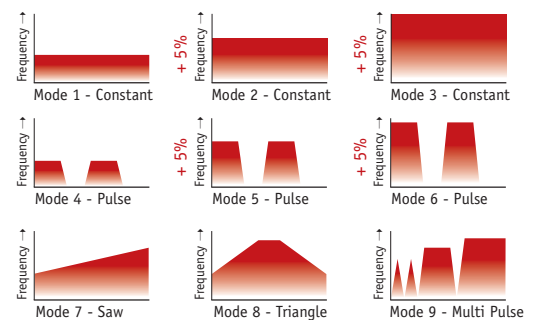 Frequency →
Mode 1 - Constant
+ 5%
Frequency →
Mode 2 - Constant
+ 5%
Frequency →
Mode 3 - Constant
Frequency →
Mode 4 - Pulse
+ 5%
Frequency →
Mode 5 - Pulse
+ 5%
Frequency →
Mode 6 - Pulse
Frequency →
Mode 7 - Saw
Frequency →
Mode 8 - Triangle
Frequency →
Mode 9 - Multi Pulse